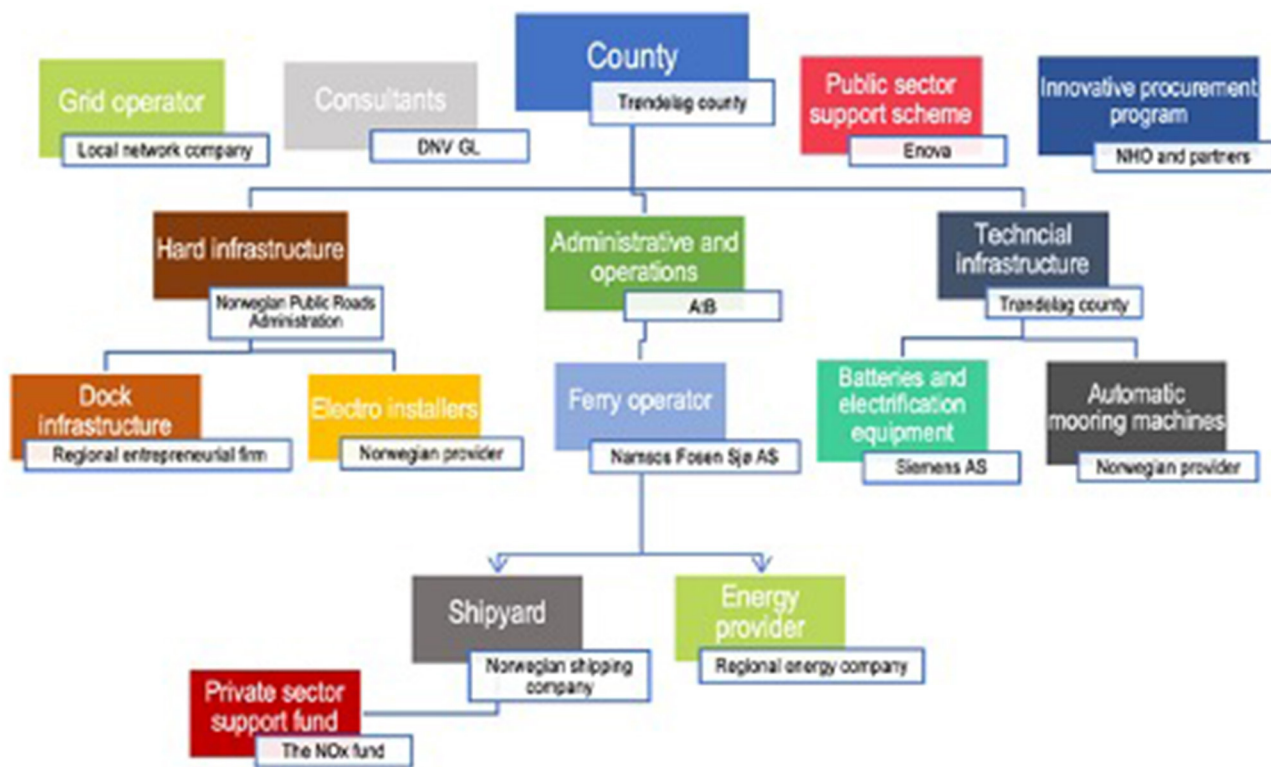 County
Trøndelag county
Grid operator
Local network company
Consultants
DNV GL
Public sector
support scheme
Enova
Innovative procurement
program
NHO and partners
Hard infrastructure
Norwegian Public Roads
Administration
Administrative and
operations
AtB
Techncial
infrastructure
Trøndelag county
Dock
infrastructure
Regional entrepreneurial firm
Electro installers
Norwegian provider
Ferry operator
Namsos Fosen Sjø AS
Batteries and
electrification
equipment
Siemens AS
Automatic
mooring machines
Norwegian provider
Shipyard
Norwegian shipping
company
Energy
provider
Regional energy company
Private sector
support fund
The NOx fund